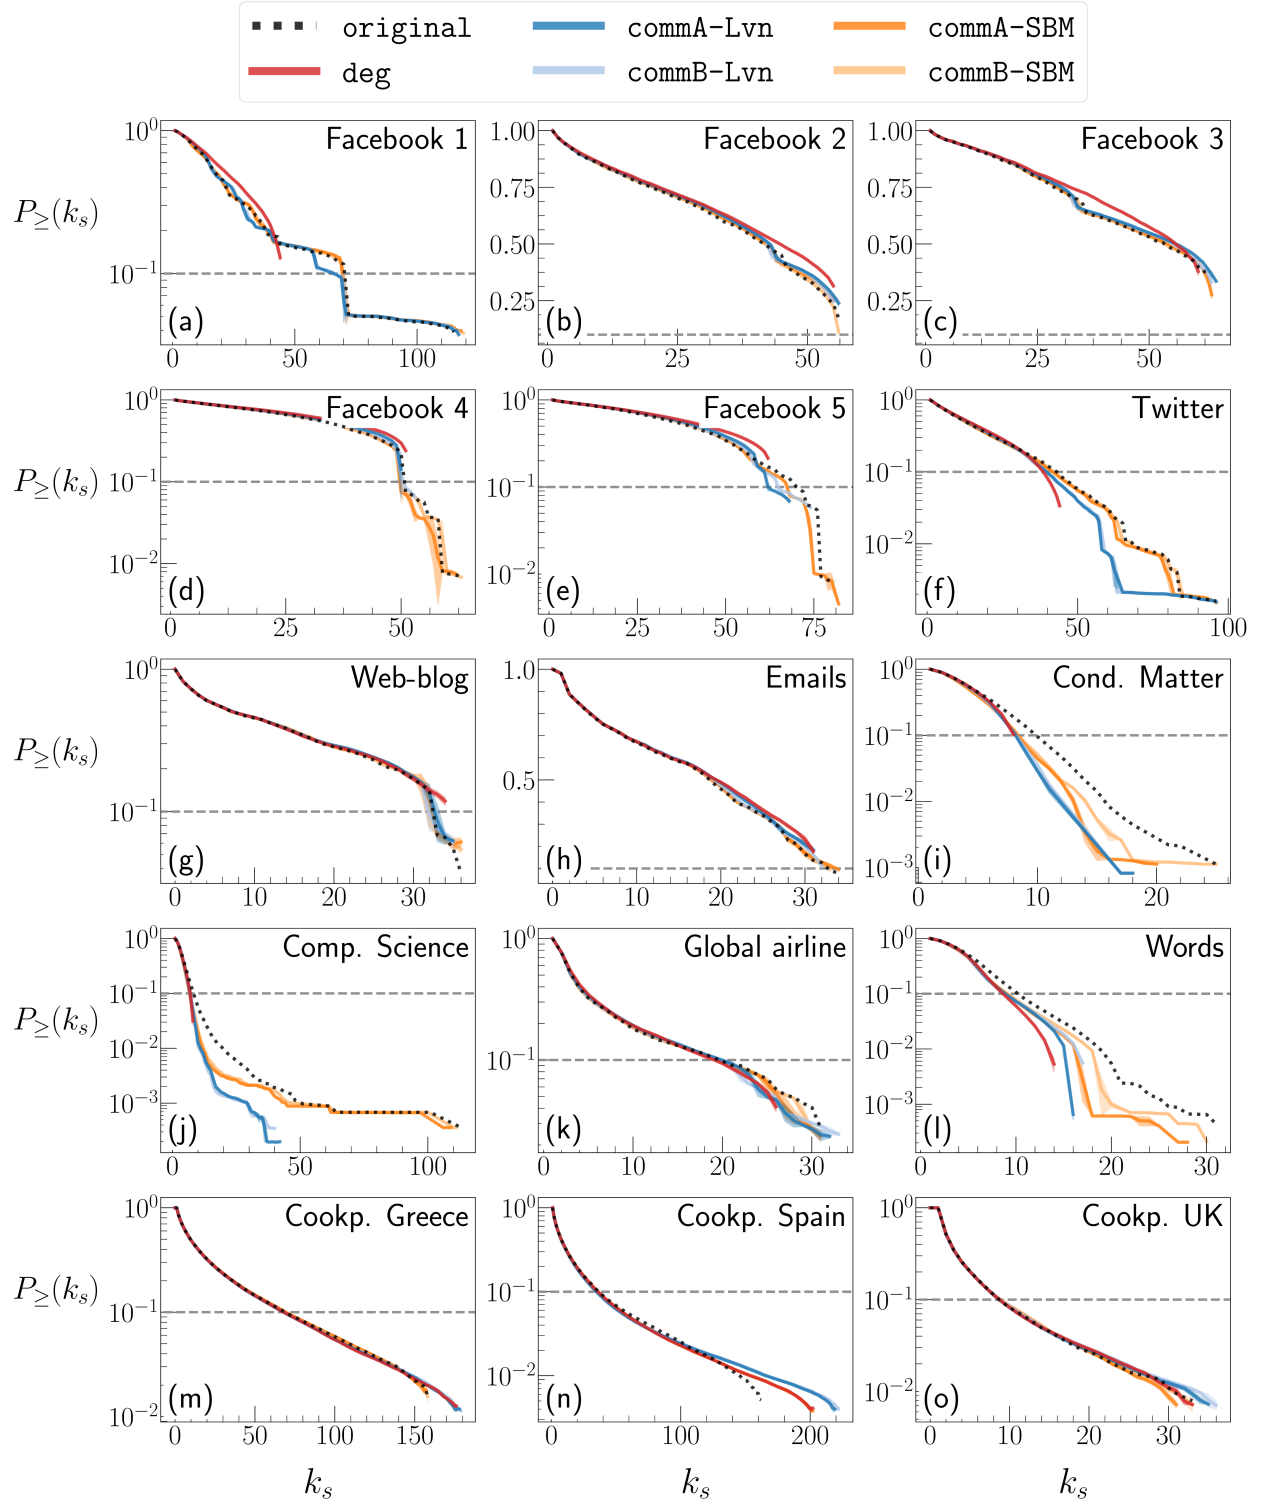 original commA-Lvn commA-SBM
deg commB-Lvn commB-SBM
P≥(k_s) 10^0 10^-1 Facebook 1 (a) 0 50 100
1.00 0.75 0.50 0.25 Facebook 2 (b) 0 25 50
1.00 0.75 0.50 0.25 Facebook 3 (c) 0 25 50
P≥(k_s) 10^0 10^-1 10^-2 Facebook 4 (d) 0 25 50
10^0 10^-1 10^-2 Facebook 5 (e) 0 25 50 75
10^0 10^-1 10^-2 Twitter (f) 0 50 100
P≥(k_s) 10^0 10^-1 Web-blog (g) 0 10 20 30
1.0 0.5 Emails (h) 0 10 20 30
10^0 10^-1 10^-2 10^-3 Cond. Matter (i) 0 10 20
P≥(k_s) 10^0 10^-1 10^-2 10^-3 Comp. Science (j) 0 50 100
10^0 10^-1 Global airline (k) 0 10 20 30
10^0 10^-1 10^-2 10^-3 Words (l) 0 10 20 30
P≥(k_s) 10^0 10^-1 10^-2 Cookp. Greece (m) 0 50 100 150
10^0 10^-1 10^-2 Cookp. Spain (n) 0 100 200
10^0 10^-1 10^-2 Cookp. UK (o) 0 10 20 30
k_s k_s k_s